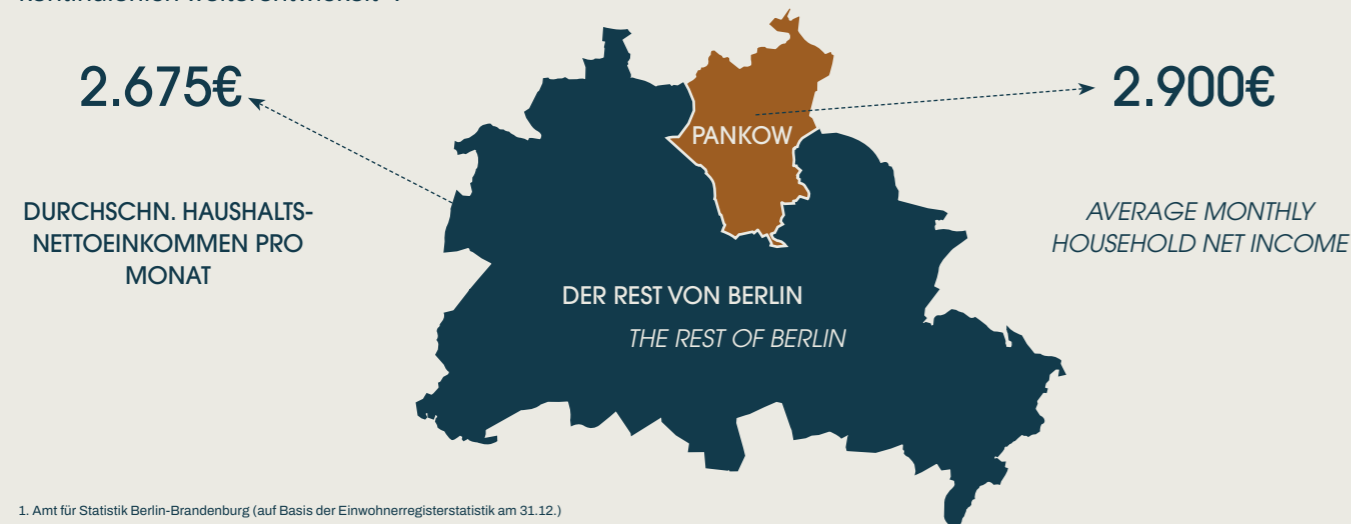 2.675€
2.900€
PANKOW
DURCHSCHN. HAUSHALTS-
NETTOEINKOMMEN PRO
MONAT
AVERAGE MONTHLY
HOUSEHOLD NET INCOME
DER REST VON BERLIN
THE REST OF BERLIN
1. Amt für Statistik Berlin-Brandenburg (auf Basis der Einwohnerregisterstatistik am 31.12.)